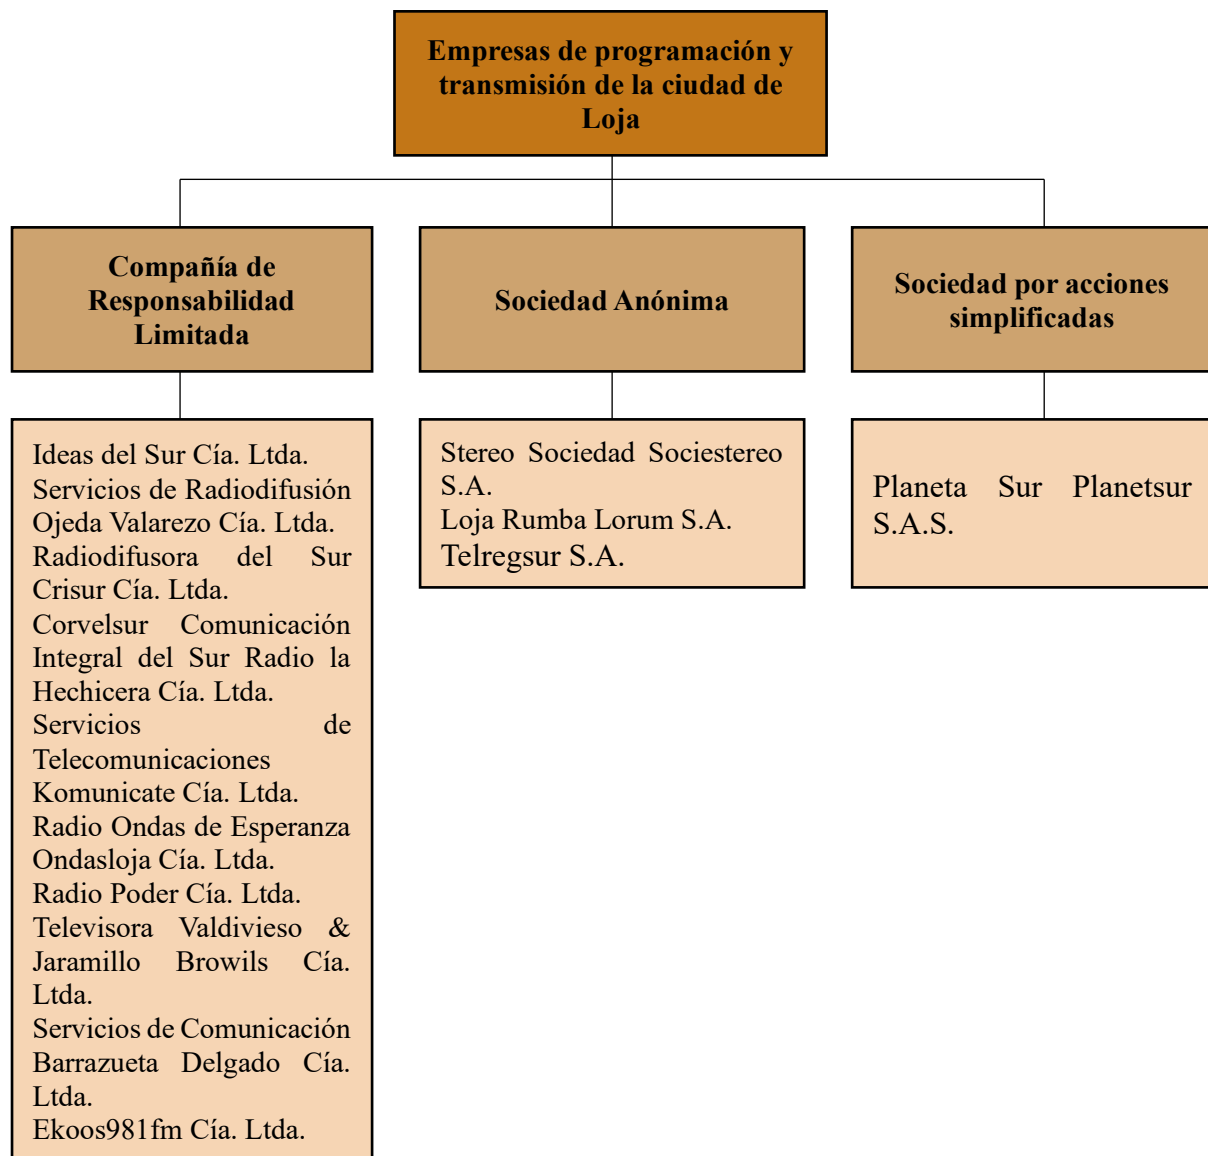 Empresas de programación y
transmisión de la ciudad de
Loja
Compañía de
Responsabilidad
Limitada
Sociedad Anónima
Sociedad por acciones
simplificadas
Ideas del Sur Cía. Ltda.
Servicios de Radiodifusión
Ojeda Valarezo Cía. Ltda.
Radiodifusora del Sur
Crisur Cía. Ltda.
Corvelsur Comunicación
Integral del Sur Radio la
Hechicera Cía. Ltda.
Servicios de
Telecomunicaciones
Komunicate Cía. Ltda.
Radio Ondas de Esperanza
Ondasloja Cía. Ltda.
Radio Poder Cía. Ltda.
Televisora Valdivieso &
Jaramillo Browils Cía.
Ltda.
Servicios de Comunicación
Barrazueta Delgado Cía.
Ltda.
Ekoos981fm Cía. Ltda.
Stereo Sociedad Sociestereo
S.A.
Loja Rumba Lorum S.A.
Telregsur S.A.
Planeta Sur Planetsur
S.A.S.